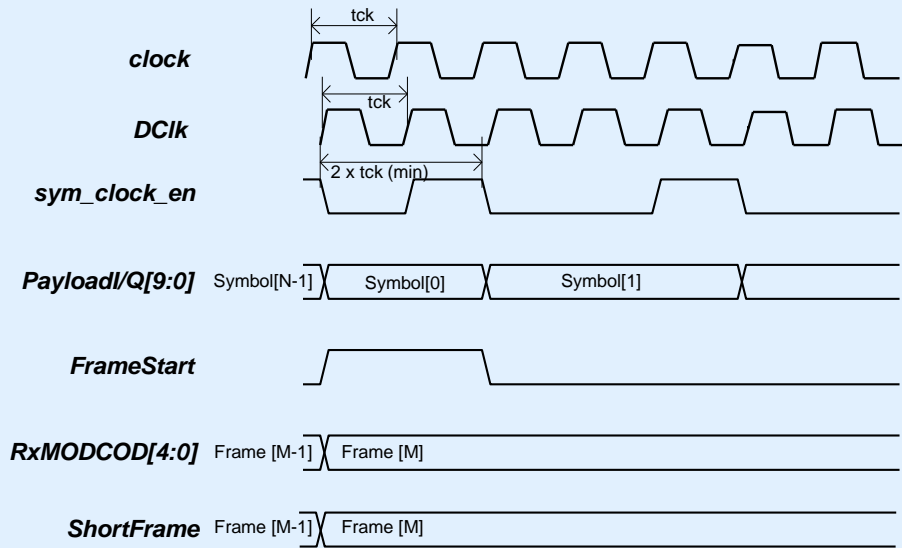 tck
clock
tck
DClk
2 x tck (min)
sym_clock_en
PayloadI/Q[9:0] Symbol[N-1] Symbol[0] Symbol[1]
FrameStart
RxMODCOD[4:0] Frame [M-1] Frame [M]
ShortFrame Frame [M-1] Frame [M]